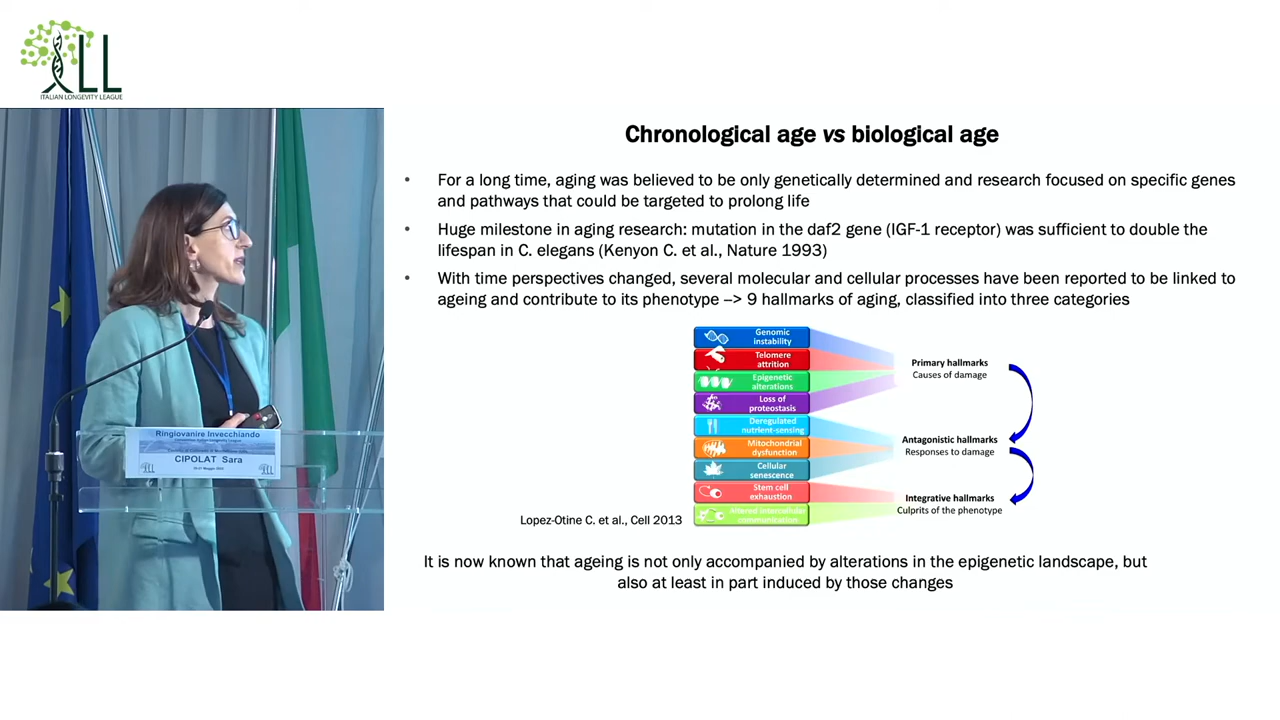 ILL
ITALIAN LONGEVITY LEAGUE
Chronological age vs biological age
• For a long time, aging was believed to be only genetically determined and research focused on specific genes
and pathways that could be targeted to prolong life
• Huge milestone in aging research: mutation in the daf2 gene (IGF-1 receptor) was sufficient to double the
lifespan in C. elegans (Kenyon C. et al., Nature 1993)
• With time perspectives changed, several molecular and cellular processes have been reported to be linked to
ageing and contribute to its phenotype –> 9 hallmarks of aging, classified into three categories
Genomic
instability
Telomere
attrition
Epigenetic
alterations
Loss of
proteostasis
Deregulated
nutrient-sensing
Mitochondrial
dysfunction
Cellular
senescence
Stem cell
exhaustion
Altered intercellular
communication
Primary hallmarks
Causes of damage
Antagonistic hallmarks
Responses to damage
Integrative hallmarks
Culprits of the phenotype
Lopez-Otine C. et al., Cell 2013
It is now known that ageing is not only accompanied by alterations in the epigenetic landscape, but
also at least in part induced by those changes
Ringiovanire Invecchiando
CIPOLAT Sara